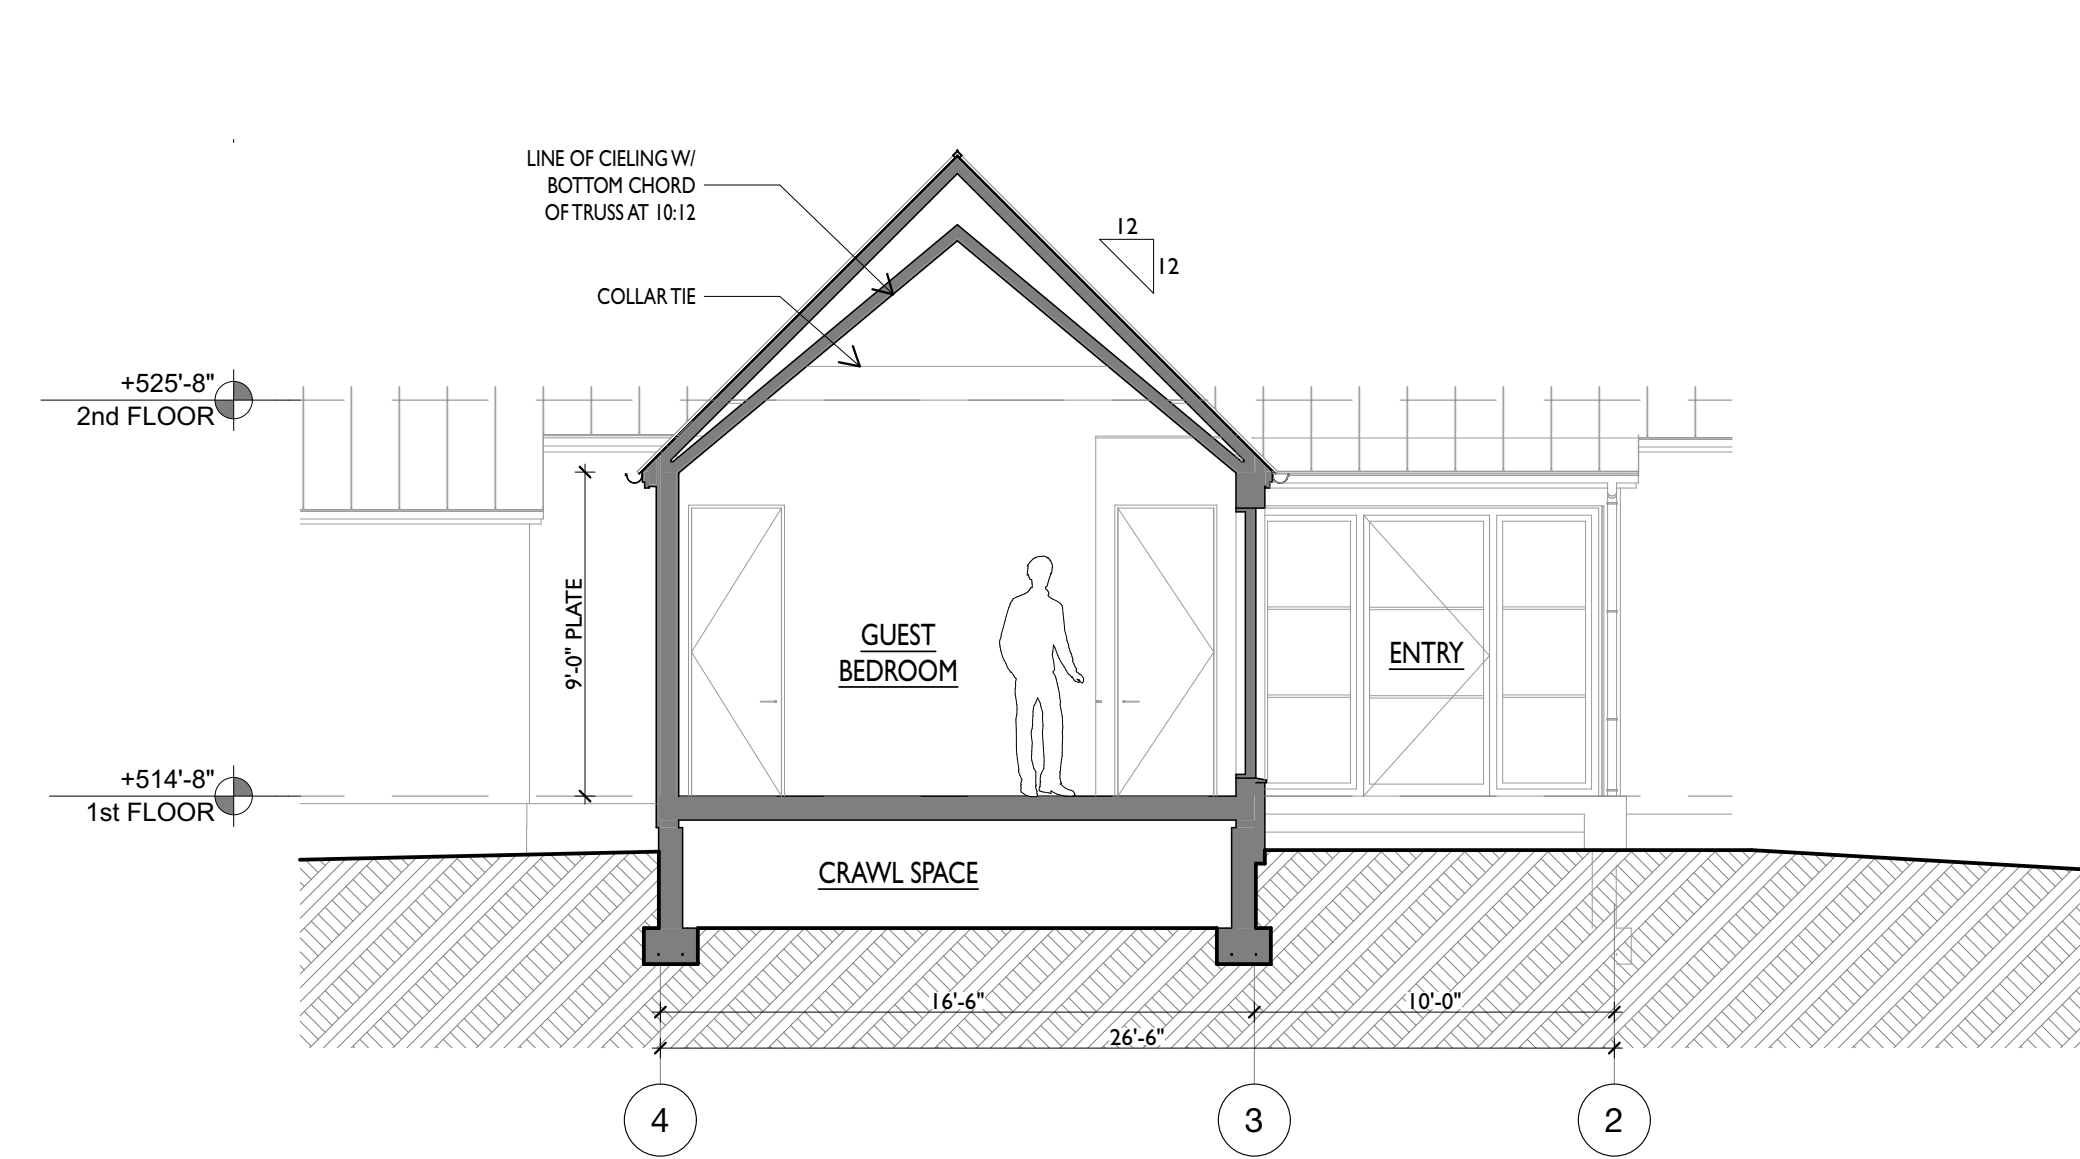 LINE OF CIELING W/
BOTTOM CHORD
OF TRUSS AT 10:12
12
12
COLLAR TIE
+525'-8"
2nd FLOOR
9'-0" PLATE
GUEST
BEDROOM
ENTRY
+514'-8"
1st FLOOR
CRAWL SPACE
16'-6"
10'-0"
26'-6"
4
3
2